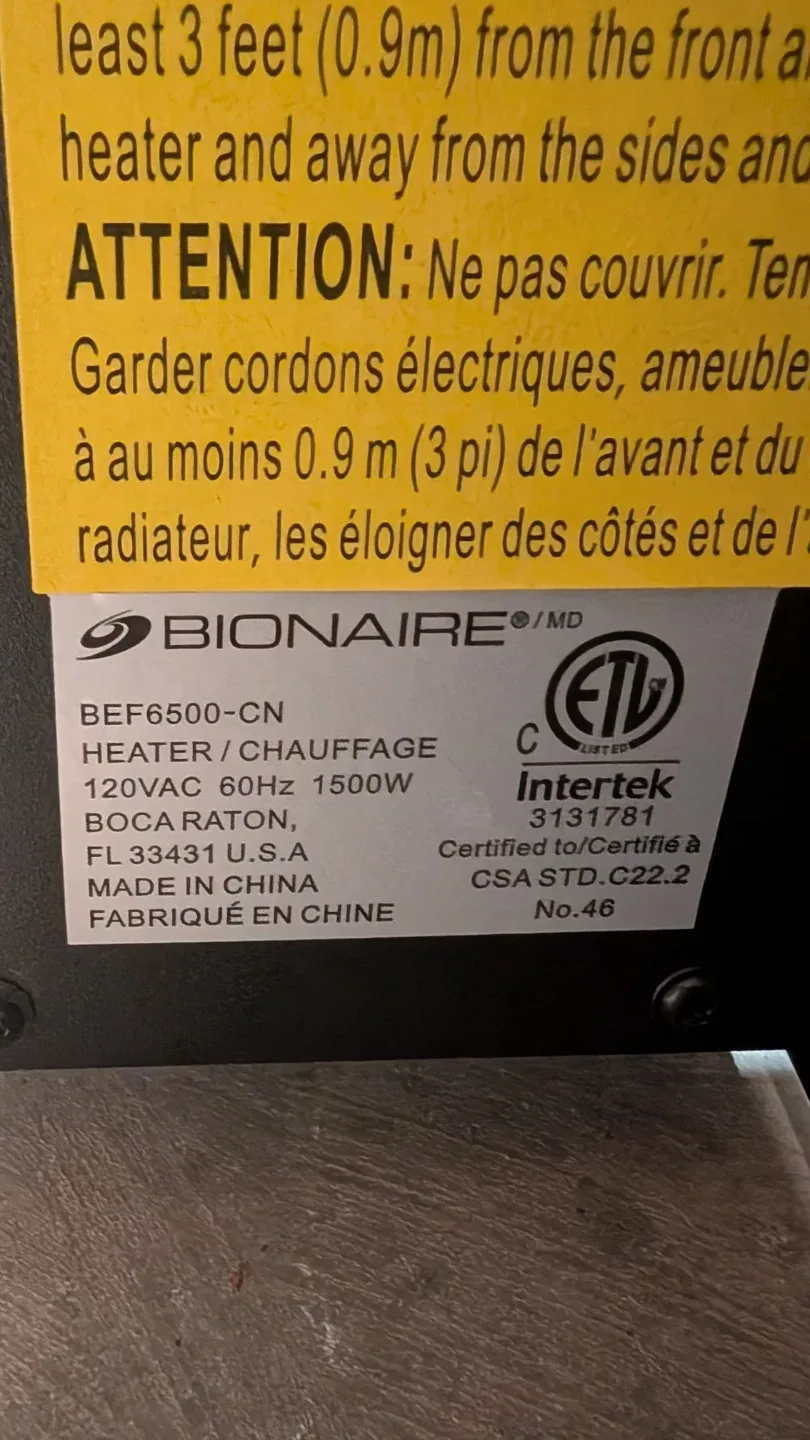 least 3 feet (0.9m) from the front a
heater and away from the sides and
ATTENTION: Ne pas couvrir. Ten
Garder cordons électriques, ameuble
à au moins 0.9 m (3 pi) de l'avant et du
radiateur, les éloigner des côtés et de l'
BIONAIRE®/MD
BEF6500-CN
HEATER / CHAUFFAGE
120VAC 60Hz 1500W
BOCA RATON,
FL 33431 U.S.A
MADE IN CHINA
FABRIQUÉ EN CHINE
ETL
CM
LISTED
C
Intertek
3131781
Certified to/Certifié à
CSA STD.C22.2
No.46